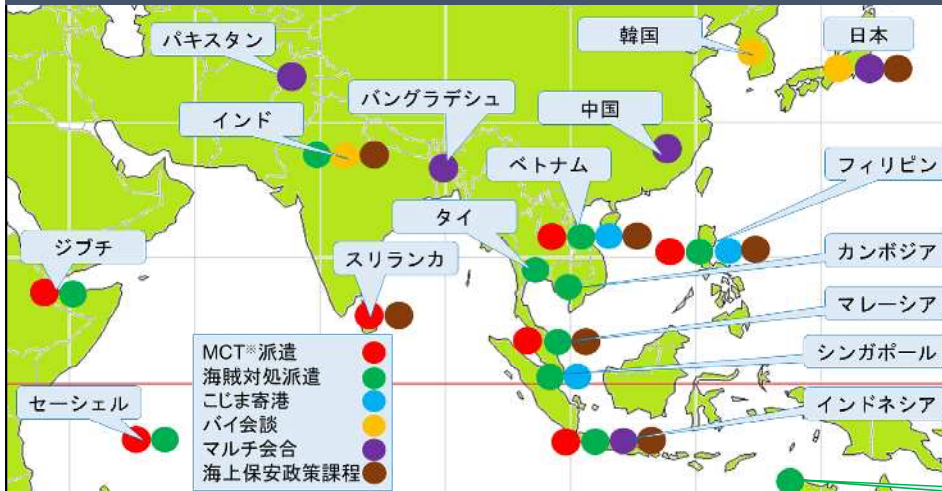 パキスタン
韓国
日本
バングラデシュ
インド
中国
ベトナム
フィリピン
タイ
ジブチ
スリランカ
カンボジア
マレーシア
シンガポール
セーシェル
インドネシア
MCT※派遣
海賊対処派遣
こじま寄港
バイ会談
マルチ会合
海上保安政策課程